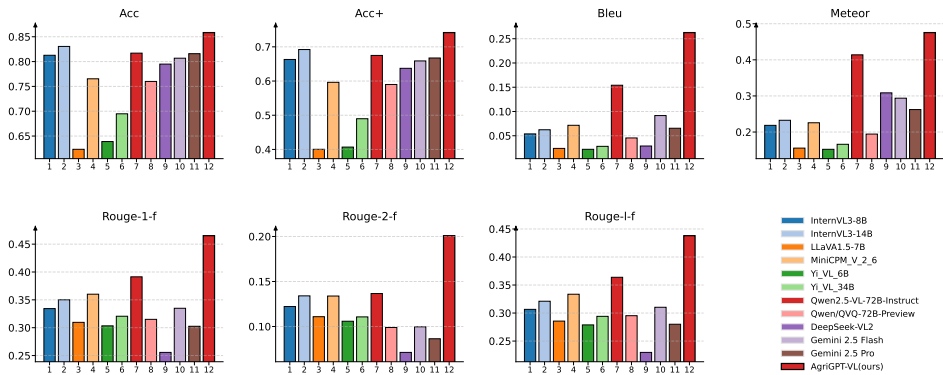 Acc
0.85
0.80
0.75
0.70
0.65
1 2 3 4 5 6 7 8 9 10 11 12
Acc+
0.7
0.6
0.5
0.4
1 2 3 4 5 6 7 8 9 10 11 12
Bleu
0.25
0.20
0.15
0.10
0.05
1 2 3 4 5 6 7 8 9 10 11 12
Meteor
0.5
0.4
0.3
0.2
1 2 3 4 5 6 7 8 9 10 11 12
Rouge-1-f
0.45
0.40
0.35
0.30
0.25
1 2 3 4 5 6 7 8 9 10 11 12
Rouge-2-f
0.20
0.15
0.10
1 2 3 4 5 6 7 8 9 10 11 12
Rouge-l-f
0.45
0.40
0.35
0.30
0.25
1 2 3 4 5 6 7 8 9 10 11 12
InternVL3-8B
InternVL3-14B
LLaVA1.5-7B
MiniCPM_V_2_6
Yi_VL_6B
Yi_VL_34B
Qwen2.5-VL-72B-Instruct
Qwen/QVQ-72B-Preview
DeepSeek-VL2
Gemini 2.5 Flash
Gemini 2.5 Pro
AgriGPT-VL(ours)